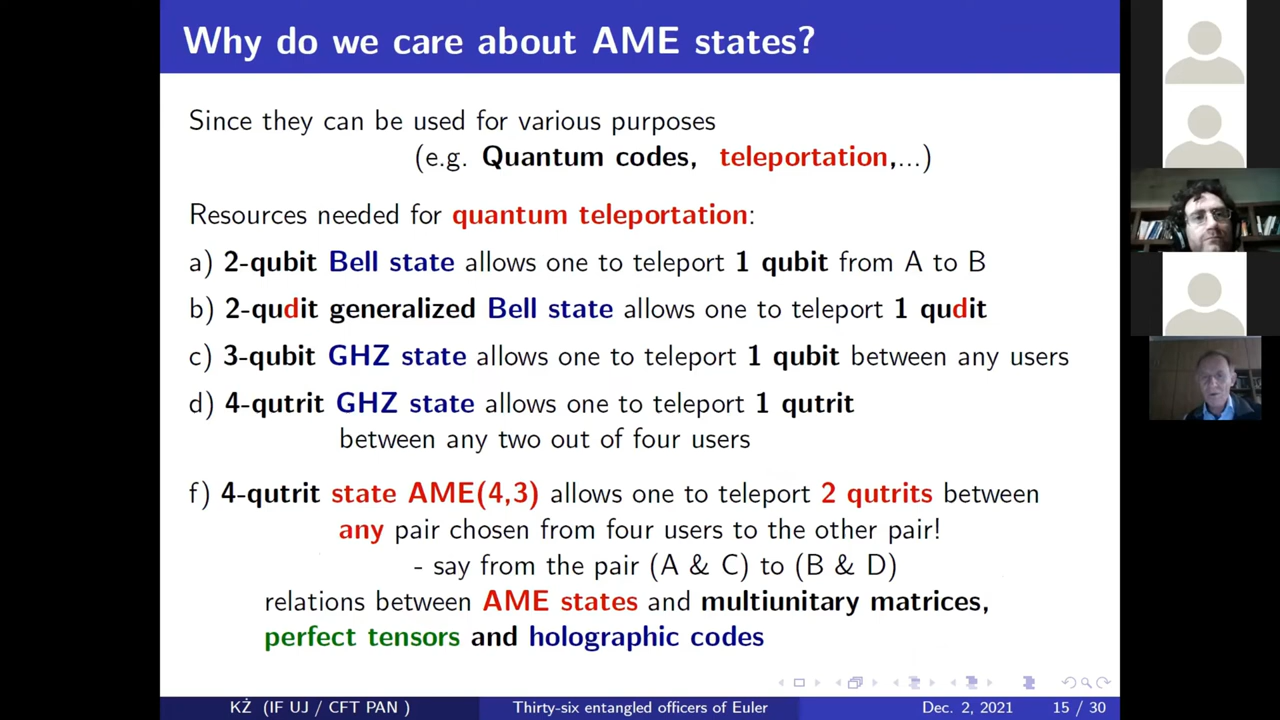 Why do we care about AME states?
Since they can be used for various purposes
(e.g. Quantum codes, teleportation,...)
Resources needed for quantum teleportation:
a) 2-qubit Bell state allows one to teleport 1 qubit from A to B
b) 2-qudit generalized Bell state allows one to teleport 1 qudit
c) 3-qubit GHZ state allows one to teleport 1 qubit between any users
d) 4-qutrit GHZ state allows one to teleport 1 qutrit
between any two out of four users
f) 4-qutrit state AME(4,3) allows one to teleport 2 qutrits between
any pair chosen from four users to the other pair!
- say from the pair (A & C) to (B & D)
relations between AME states and multiunitary matrices,
perfect tensors and holographic codes
KŻ (IF UJ / CFT PAN ) Thirty-six entangled officers of Euler Dec. 2, 2021 15 / 30